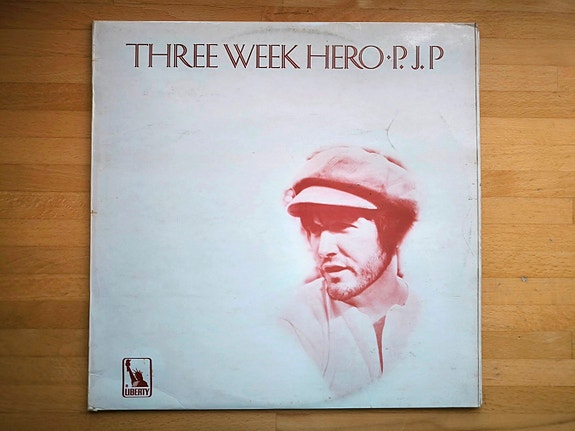 THREE WEEK HERO·P. J. P
LIBERTY